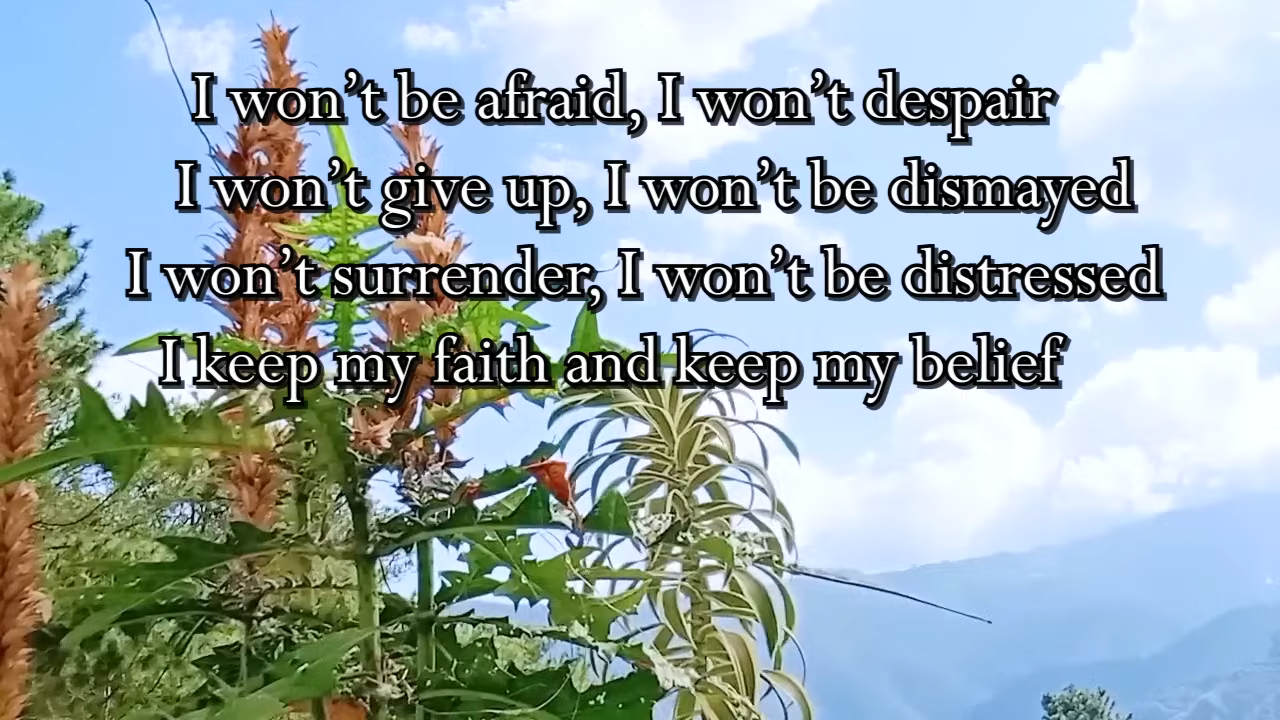 I won’t be afraid, I won’t despair
I won’t give up, I won’t be dismayed
I won’t surrender, I won’t be distressed
I keep my faith and keep my belief